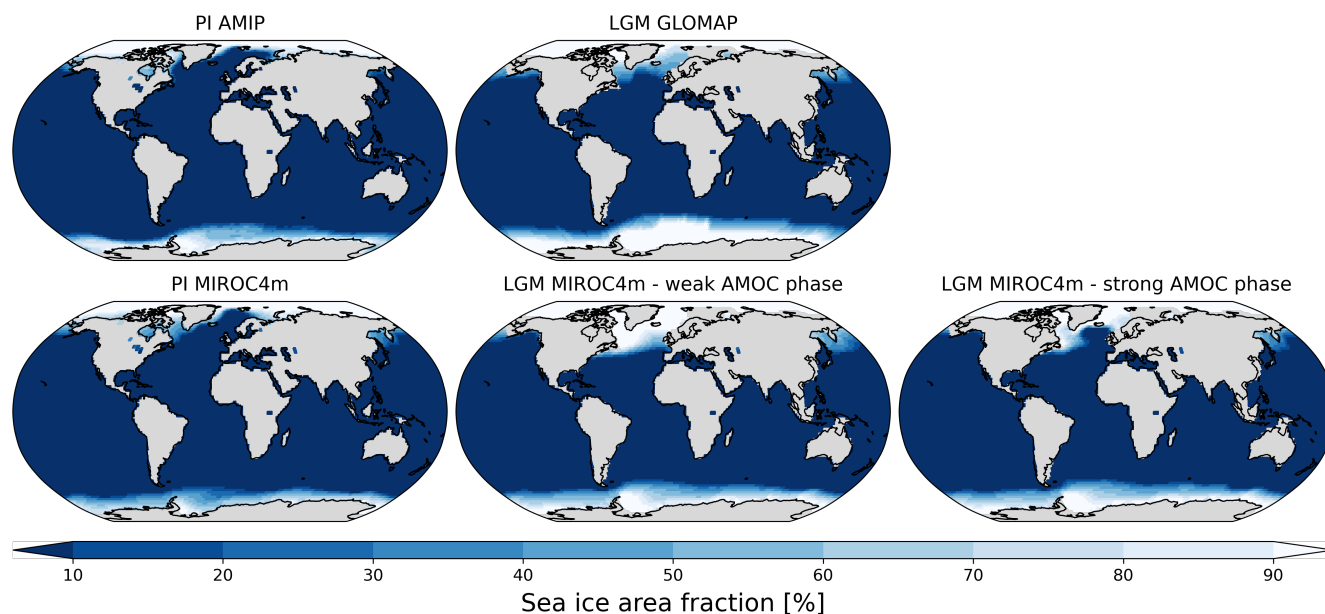 PI AMIP
LGM GLOMAP
PI MIROC4m
LGM MIROC4m - weak AMOC phase
LGM MIROC4m - strong AMOC phase
10 20 30 40 50 60 70 80 90
Sea ice area fraction [%]